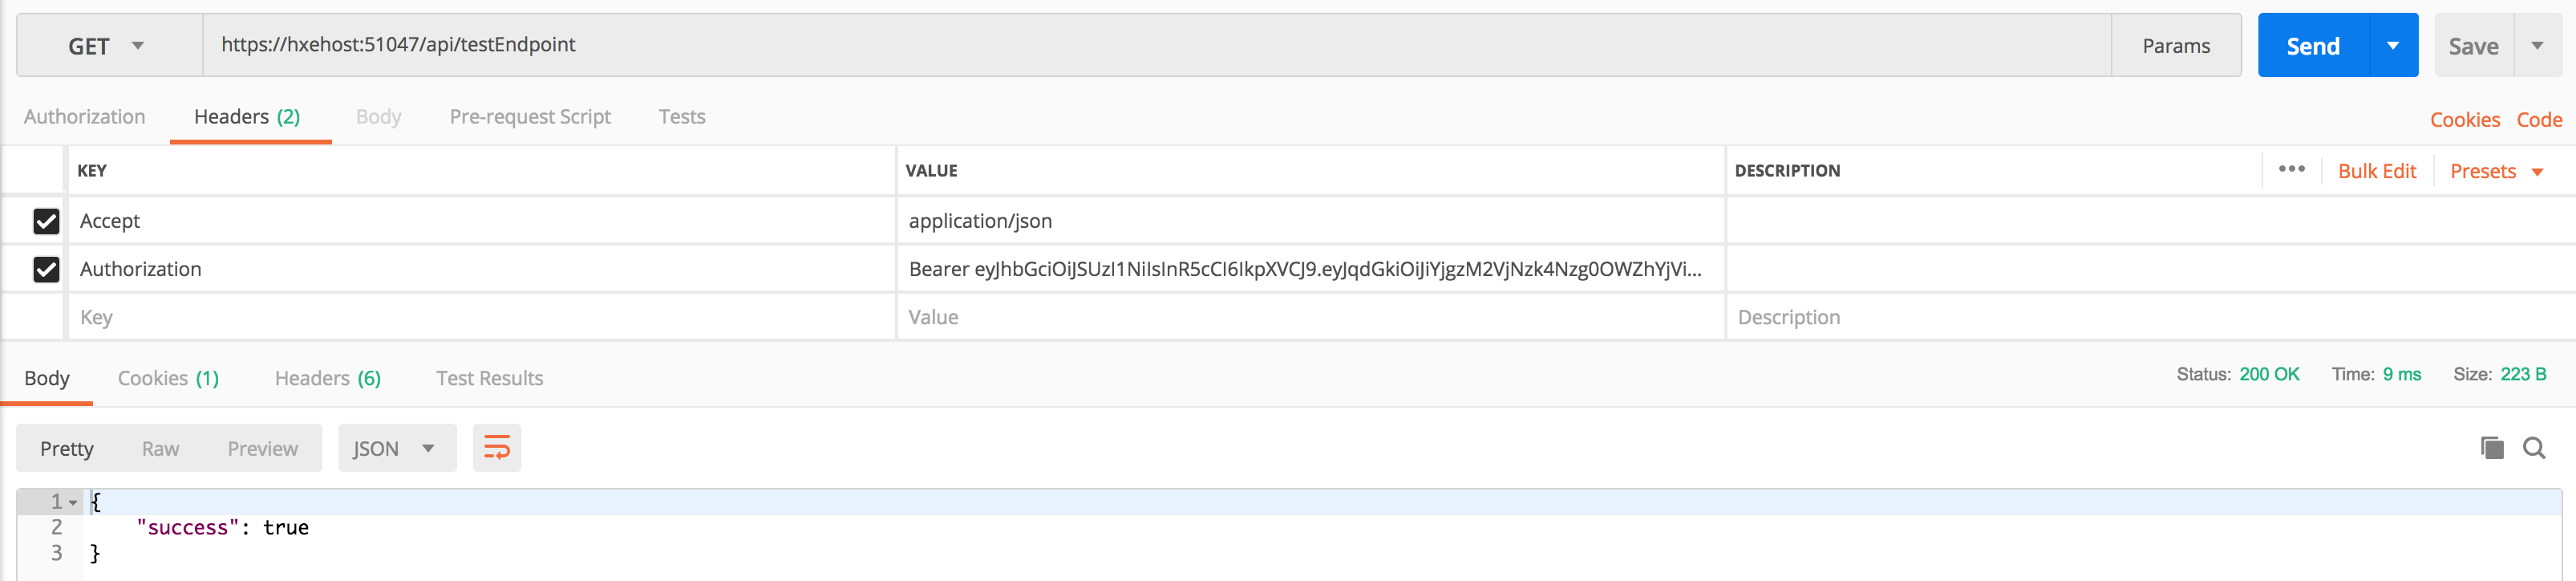 GET https://hxehost:51047/api/testEndpoint Params Send Save
Authorization Headers (2) Body Pre-request Script Tests Cookies Code
KEY VALUE DESCRIPTION ••• Bulk Edit Presets
Accept application/json
Authorization Bearer eyJhbGciOiJSUzI1NiIsInR5cCI6IkpXVCJ9.eyJqdGkiOiJiYjgzM2VjNzk4Nzg0OWZhYjVi...
Key Value Description
Body Cookies (1) Headers (6) Test Results Status: 200 OK Time: 9 ms Size: 223 B
Pretty Raw Preview JSON
1 {
2 "success": true
3 }